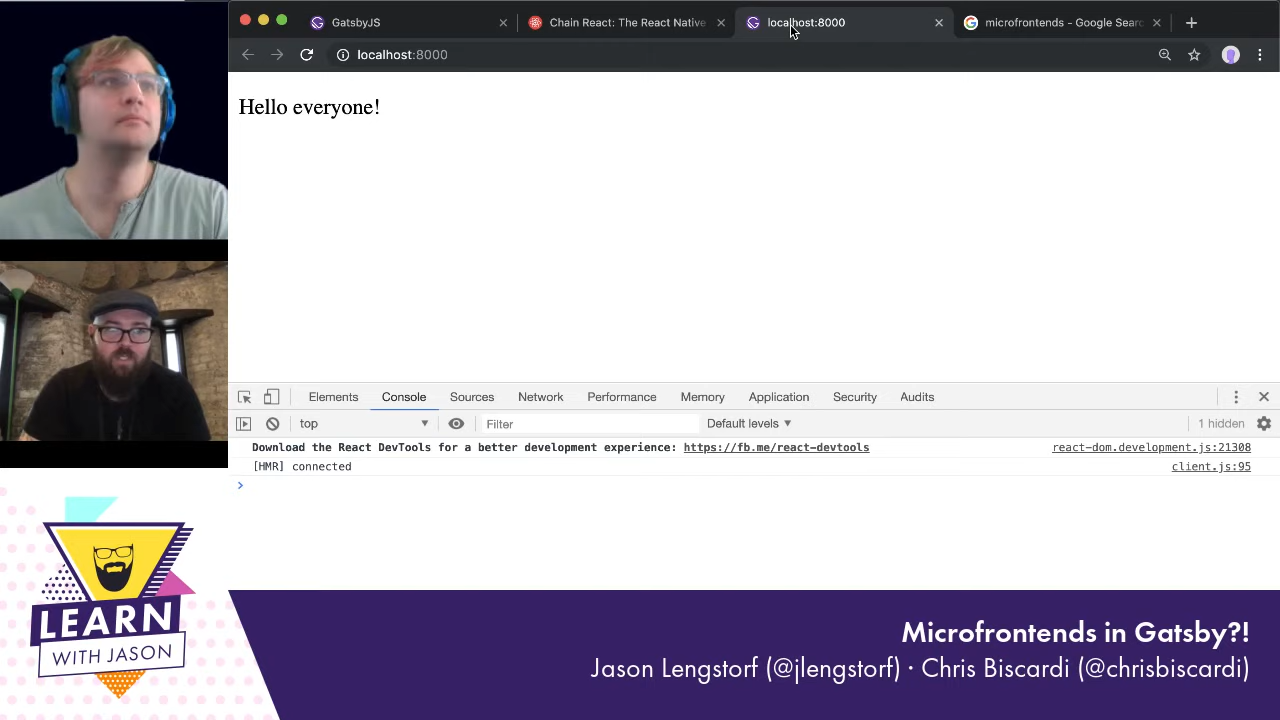 GatsbyJS
Chain React: The React Native
localhost:8000
microfrontends - Google Searc
localhost:8000
Hello everyone!
Elements Console Sources Network Performance Memory Application Security Audits
top Filter Default levels 1 hidden
Download the React DevTools for a better development experience: https://fb.me/react-devtools react-dom.development.js:21308
[HMR] connected client.js:95
LEARN
WITH JASON
Microfrontends in Gatsby?!
Jason Lengstorf (@jlengstorf) · Chris Biscardi (@chrisbiscardi)